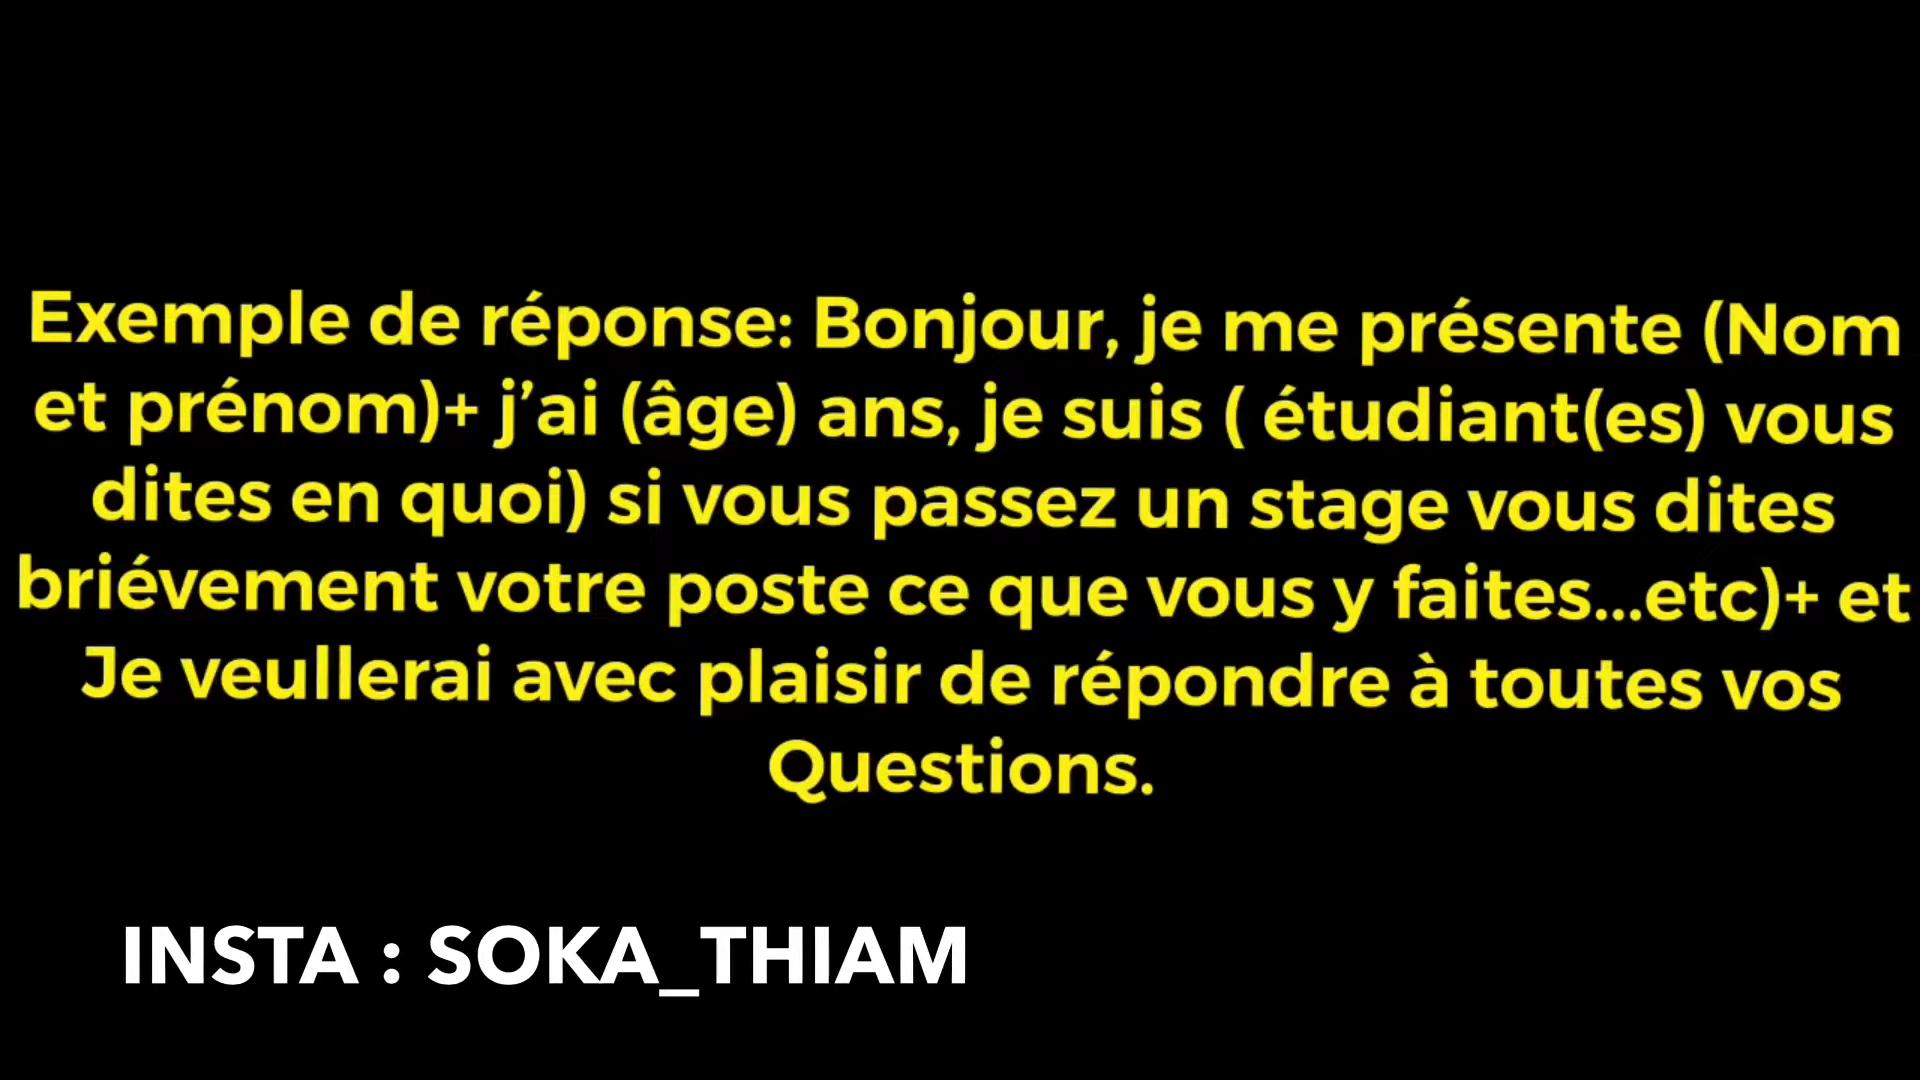 Exemple de réponse: Bonjour, je me présente (Nom
et prénom)+ j’ai (âge) ans, je suis ( étudiant(es) vous
dites en quoi) si vous passez un stage vous dites
briévement votre poste ce que vous y faites...etc)+ et
Je veullerai avec plaisir de répondre à toutes vos
Questions.
INSTA : SOKA_THIAM